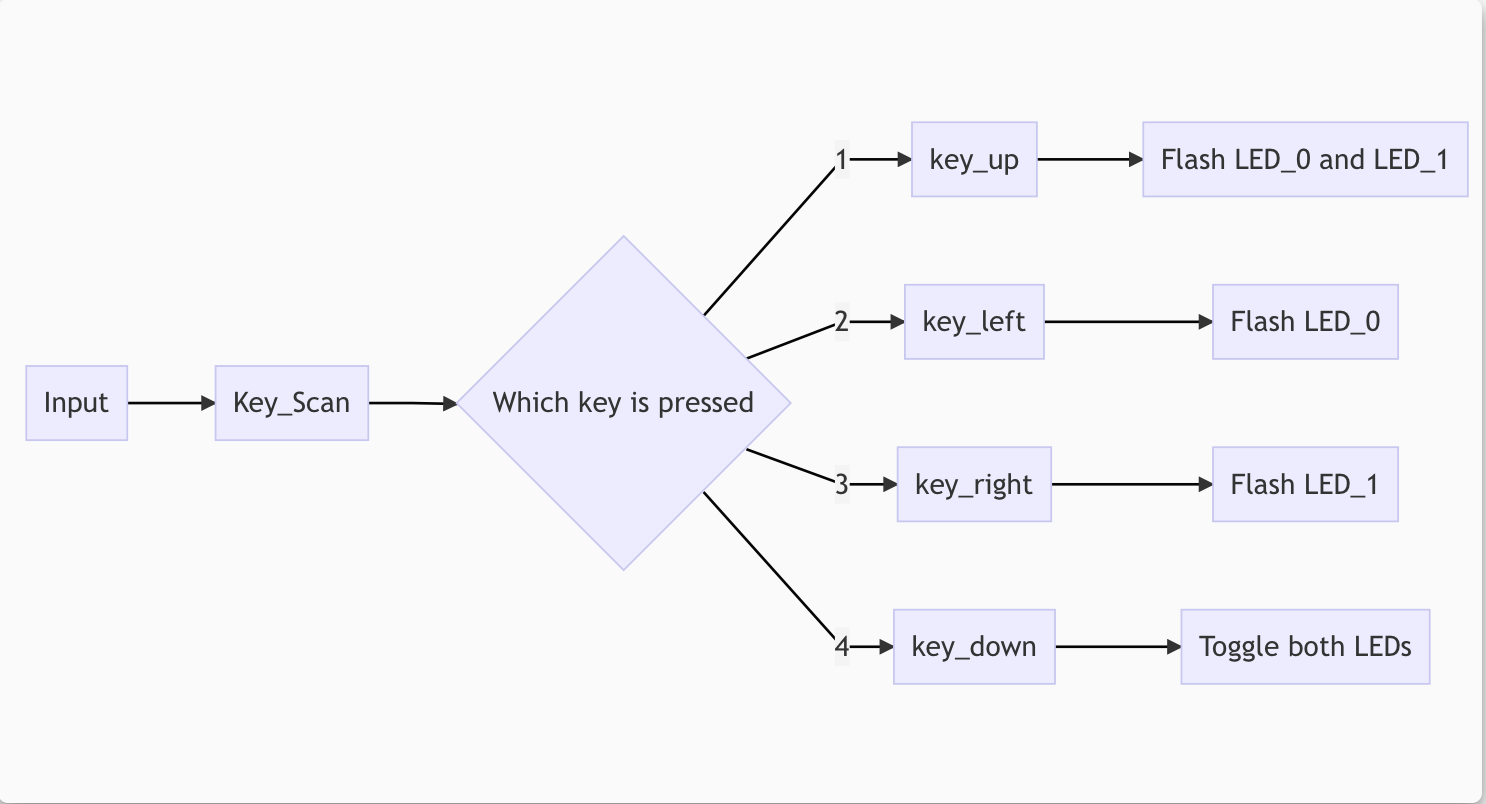 Input
Key_Scan
Which key is pressed
1
key_up
Flash LED_0 and LED_1
2
key_left
Flash LED_0
3
key_right
Flash LED_1
4
key_down
Toggle both LEDs